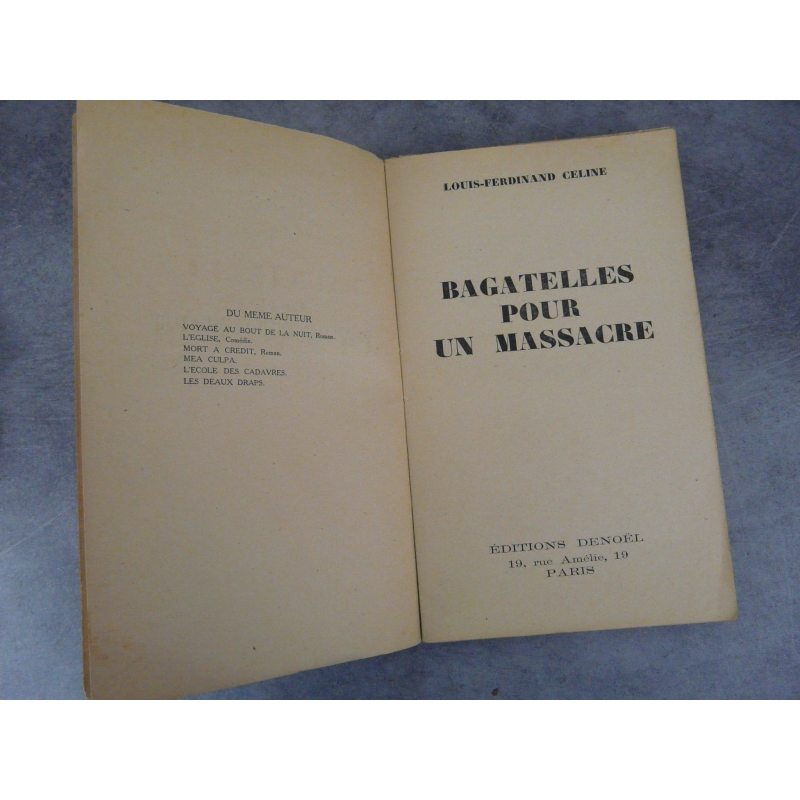 DU MEME AUTEUR
VOYAGE AU BOUT DE LA NUIT, Roman.
L'EGLISE, Comédie.
MORT A CREDIT, Roman.
MEA CULPA.
L'ECOLE DES CADAVRES.
LES DEAUX DRAPS.
LOUIS-FERDINAND CELINE
BAGATELLES
POUR
UN MASSACRE
ÉDITIONS DENOËL
19, rue Amélie, 19
PARIS